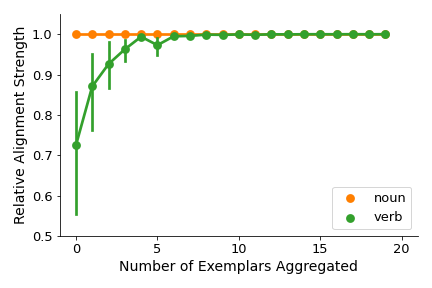 1.0
0.9
0.8
0.7
0.6
0.5
Relative Alignment Strength
0 5 10 15 20
Number of Exemplars Aggregated
noun
verb